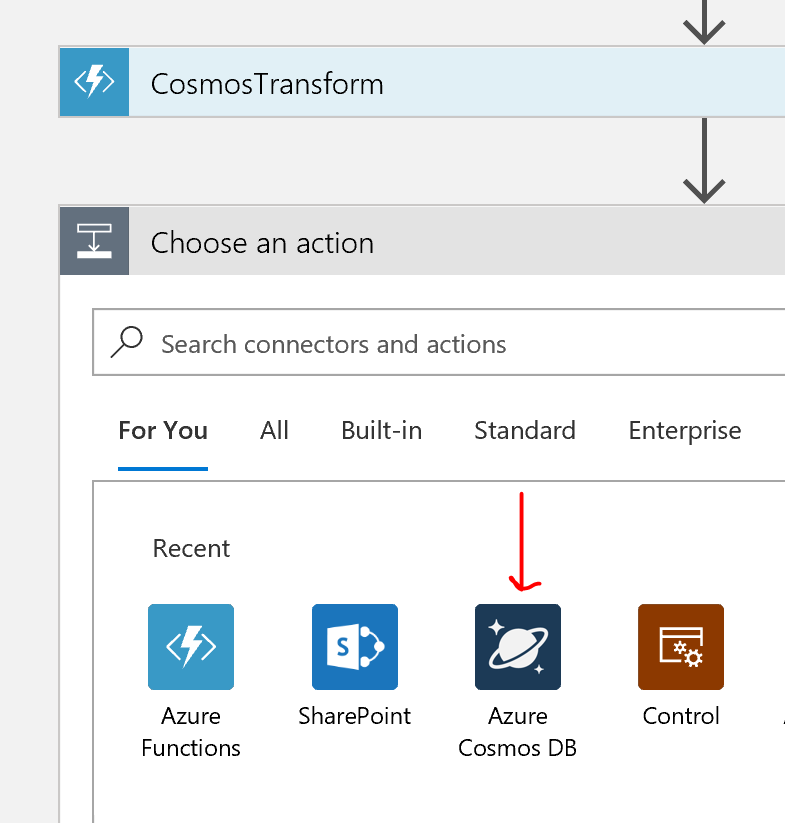 CosmosTransform
Choose an action
Search connectors and actions
For You All Built-in Standard Enterprise
Recent
Azure Functions
SharePoint
Azure Cosmos DB
Control